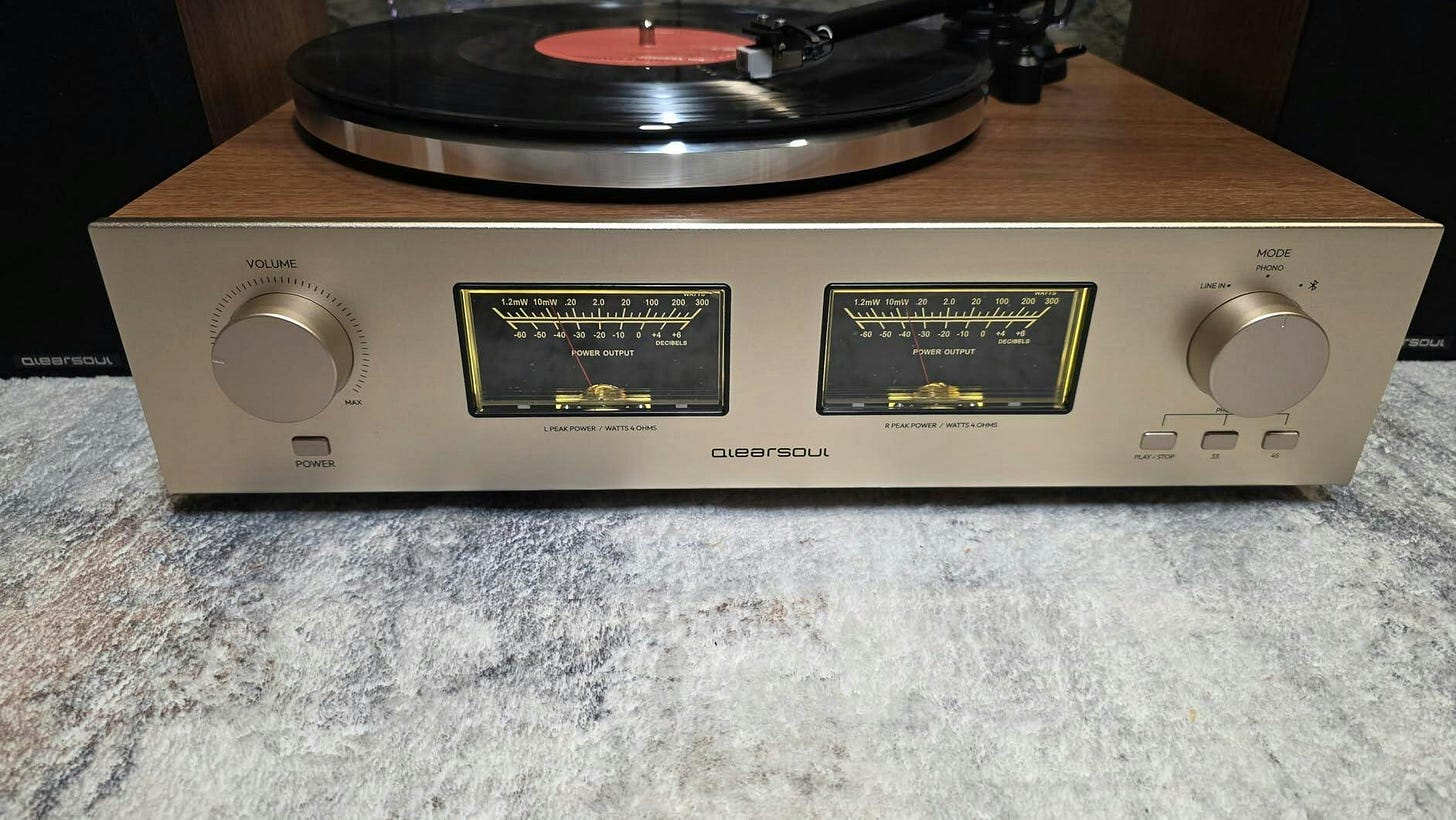 VOLUME
MAX
POWER
WATTS
1.2mW 10mW .20 2.0 20 100 200 300
-60 -50 -40 -30 -20 -10 0 +4 +6
DECIBELS
POWER OUTPUT
L PEAK POWER / WATTS 4 OHMS
WATTS
1.2mW 10mW .20 2.0 20 100 200 300
-60 -50 -40 -30 -20 -10 0 +4 +6
DECIBELS
POWER OUTPUT
R PEAK POWER / WATTS 4 OHMS
QLearsouL
MODE
PHONO
LINE IN
PLAY / STOP
33
45
QLearsouL